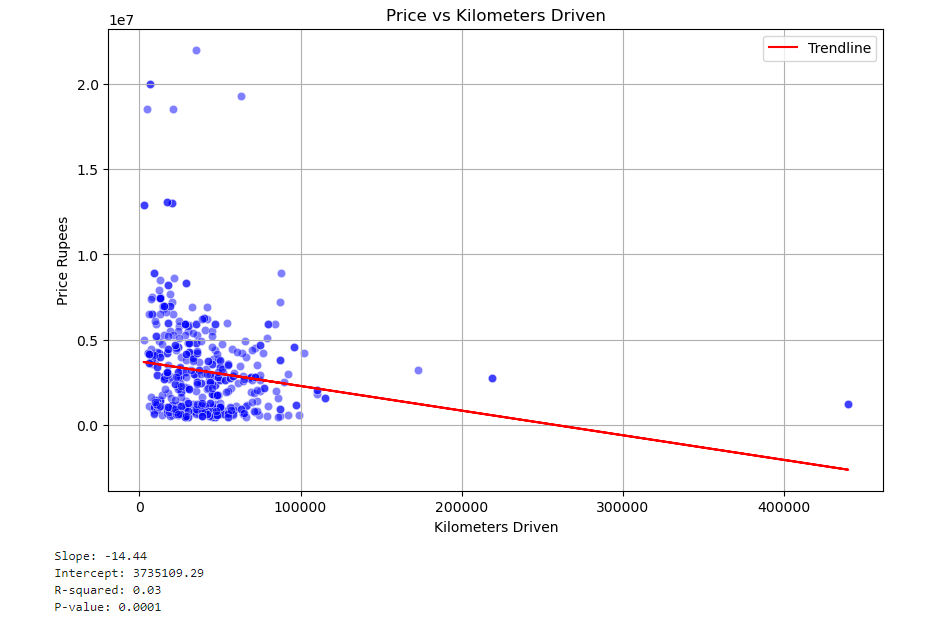 Price vs Kilometers Driven
1e7
Trendline
2.0
1.5
1.0
0.5
0.0
Price Rupees
0 100000 200000 300000 400000
Kilometers Driven
Slope: -14.44
Intercept: 3735109.29
R-squared: 0.03
P-value: 0.0001